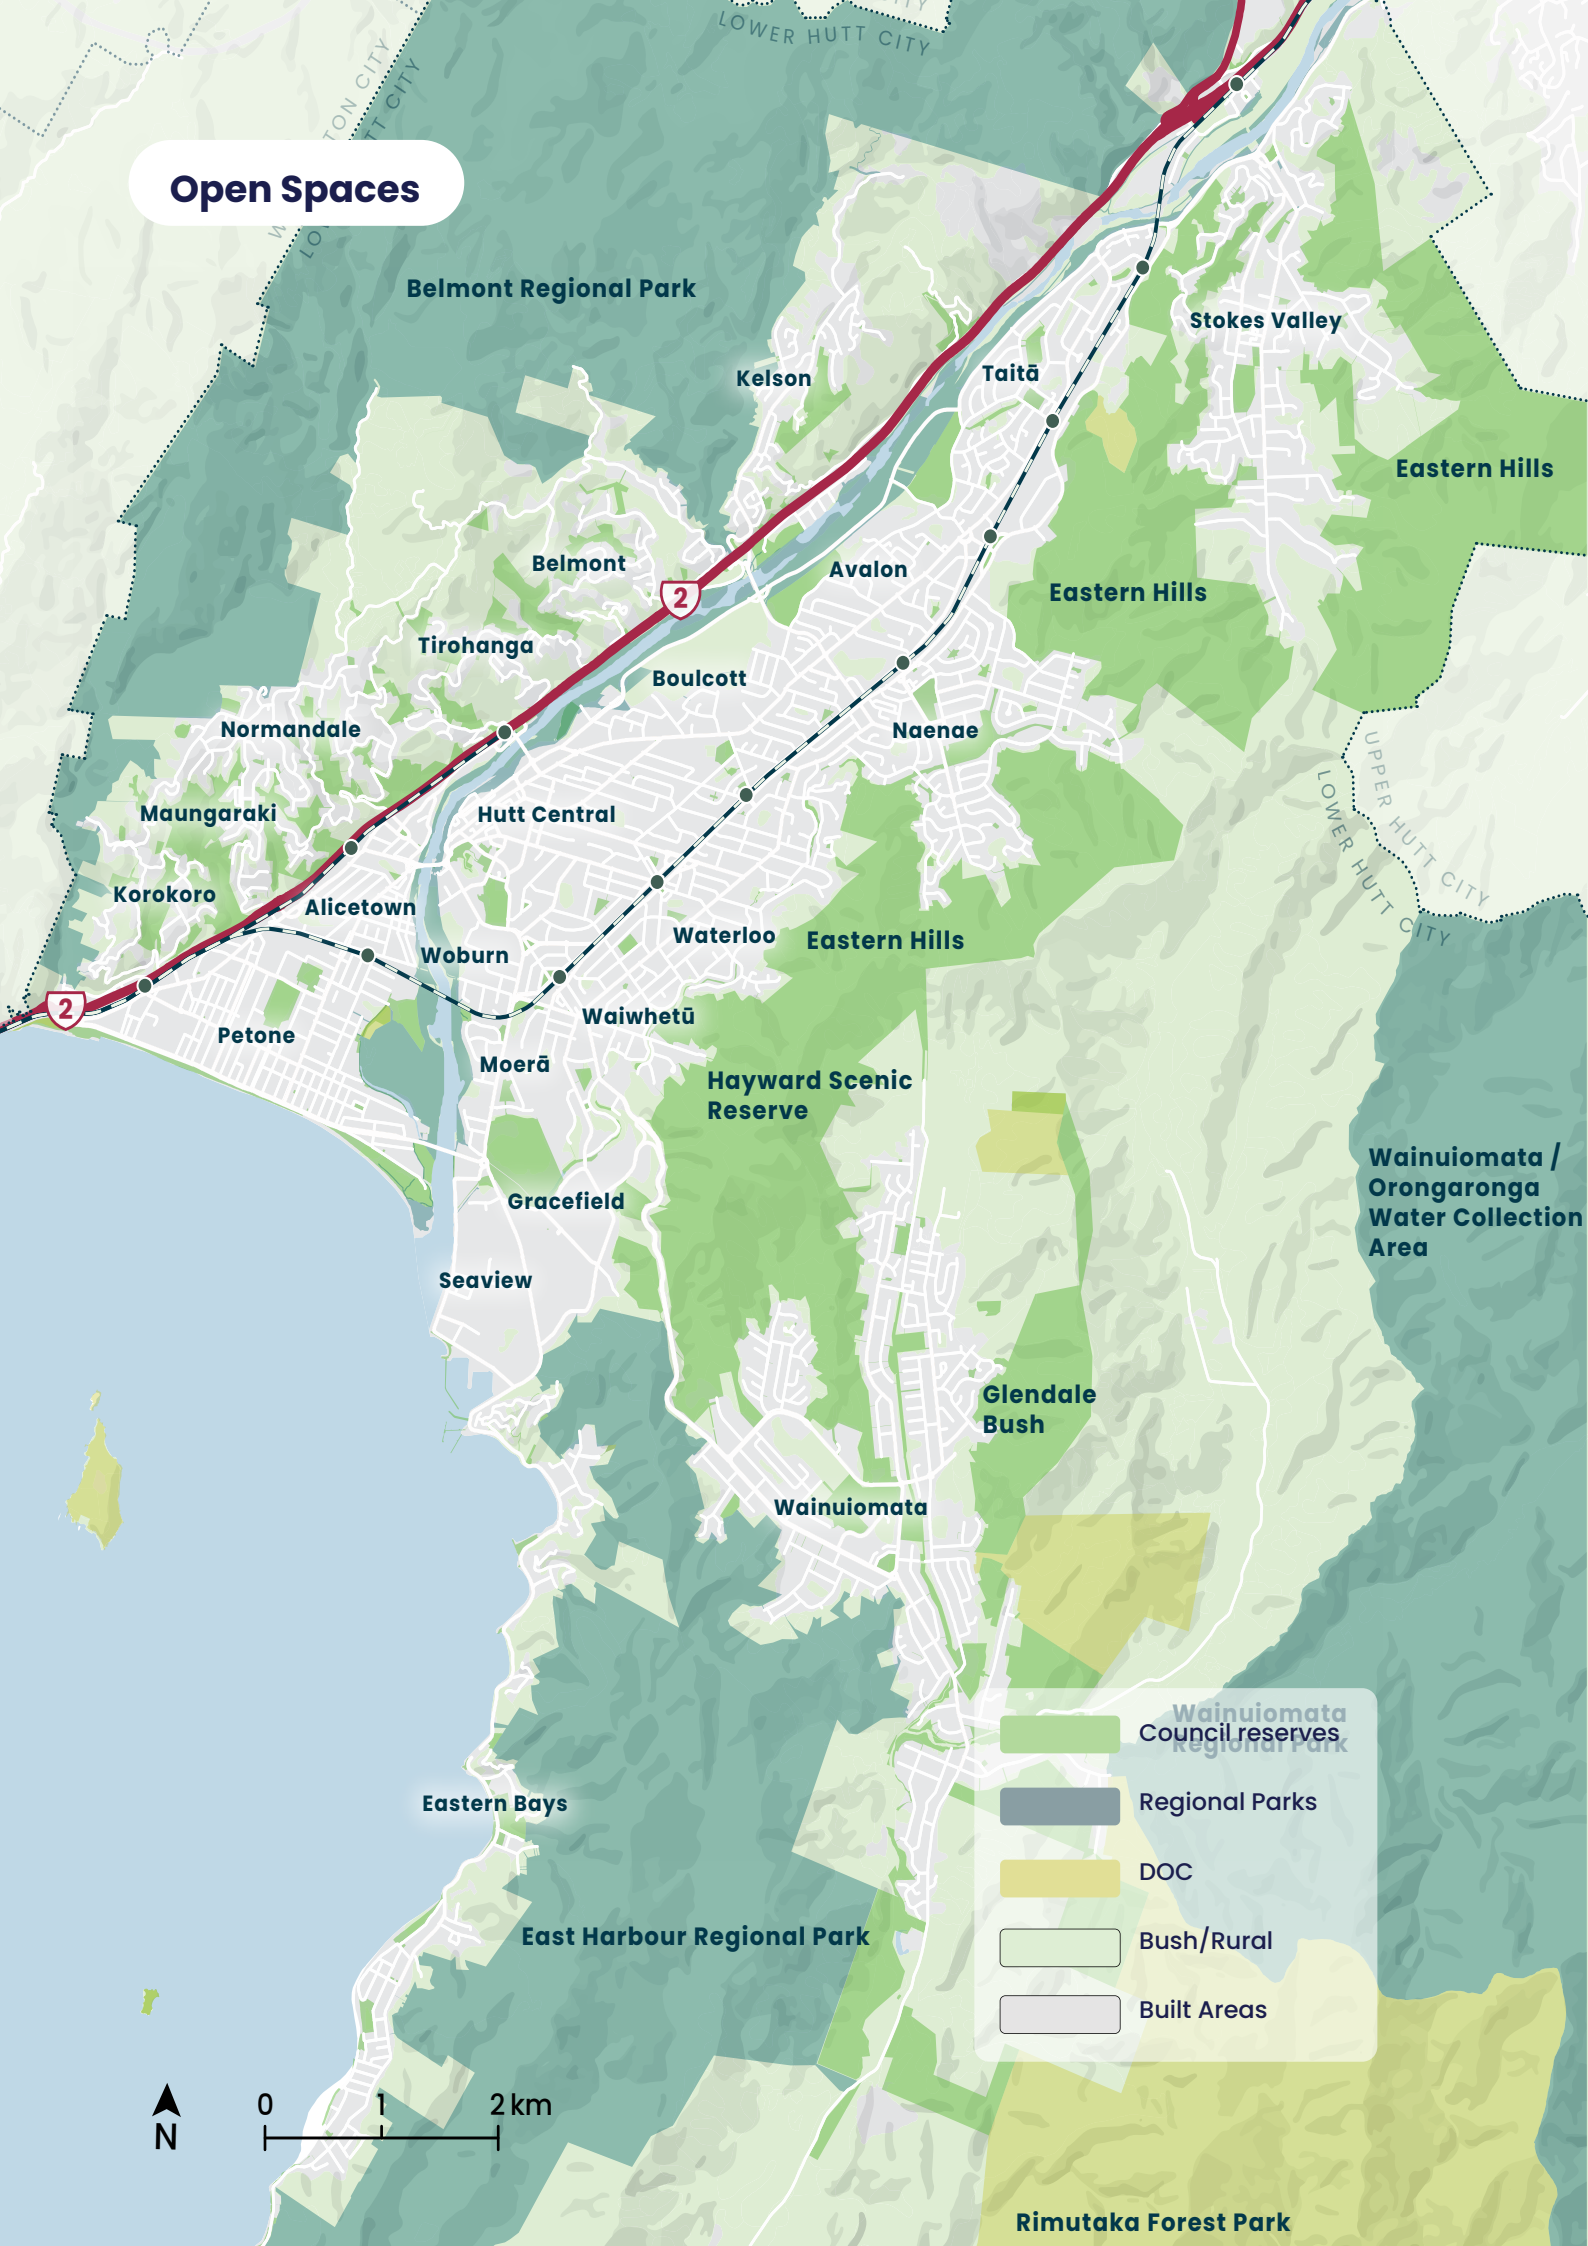 LOWER HUTT CITY
Open Spaces
Belmont Regional Park
Stokes Valley
Taitā
Kelson
Eastern Hills
Belmont
Avalon
Eastern Hills
2
Tirohanga
Boulcott
Normandale
Naenae
UPPER HUTT CITY
LOWER HUTT CITY
Maungaraki
Hutt Central
Korokoro
Alicetown
Waterloo
Eastern Hills
Woburn
2
Petone
Waiwhetū
Moerā
Hayward Scenic
Reserve
Wainuiomata /
Orongaronga
Water Collection
Area
Gracefield
Seaview
Glendale
Bush
Wainuiomata
Wainuiomata
Regional Park
Council reserves
Regional Parks
DOC
Bush/Rural
Built Areas
Eastern Bays
East Harbour Regional Park
0 1 2 km
N
Rimutaka Forest Park